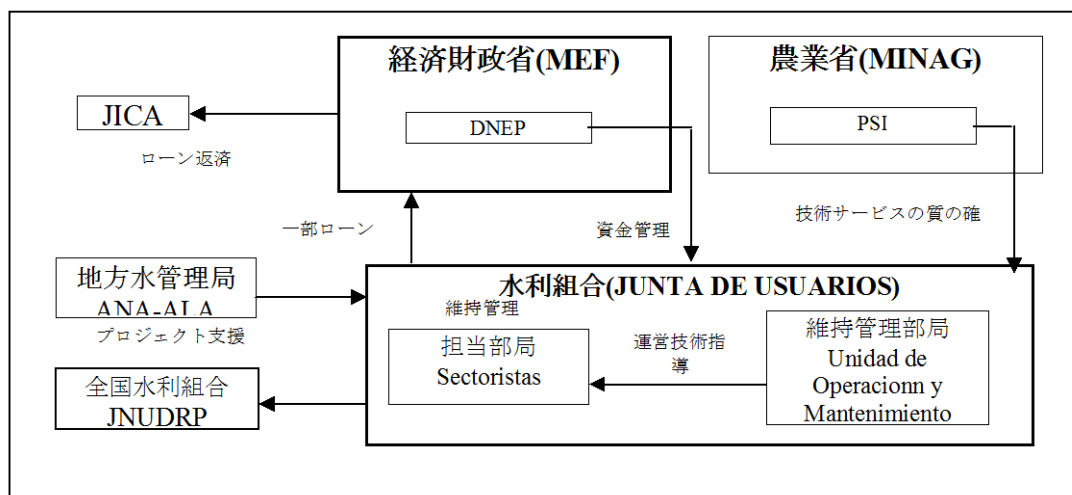 経済財政省(MEF)
農業省(MINAG)
JICA
DNEP
PSI
ローン返済
一部ローン
資金管理
技術サービスの質の確
地方水管理局
ANA-ALA
プロジェクト支援
水利組合(JUNTA DE USUARIOS)
維持管理
担当部局
Sectoristas
運営技術指
導
維持管理部局
Unidad de
Operacionn y
Mantenimiento
全国水利組合
JNUDRP